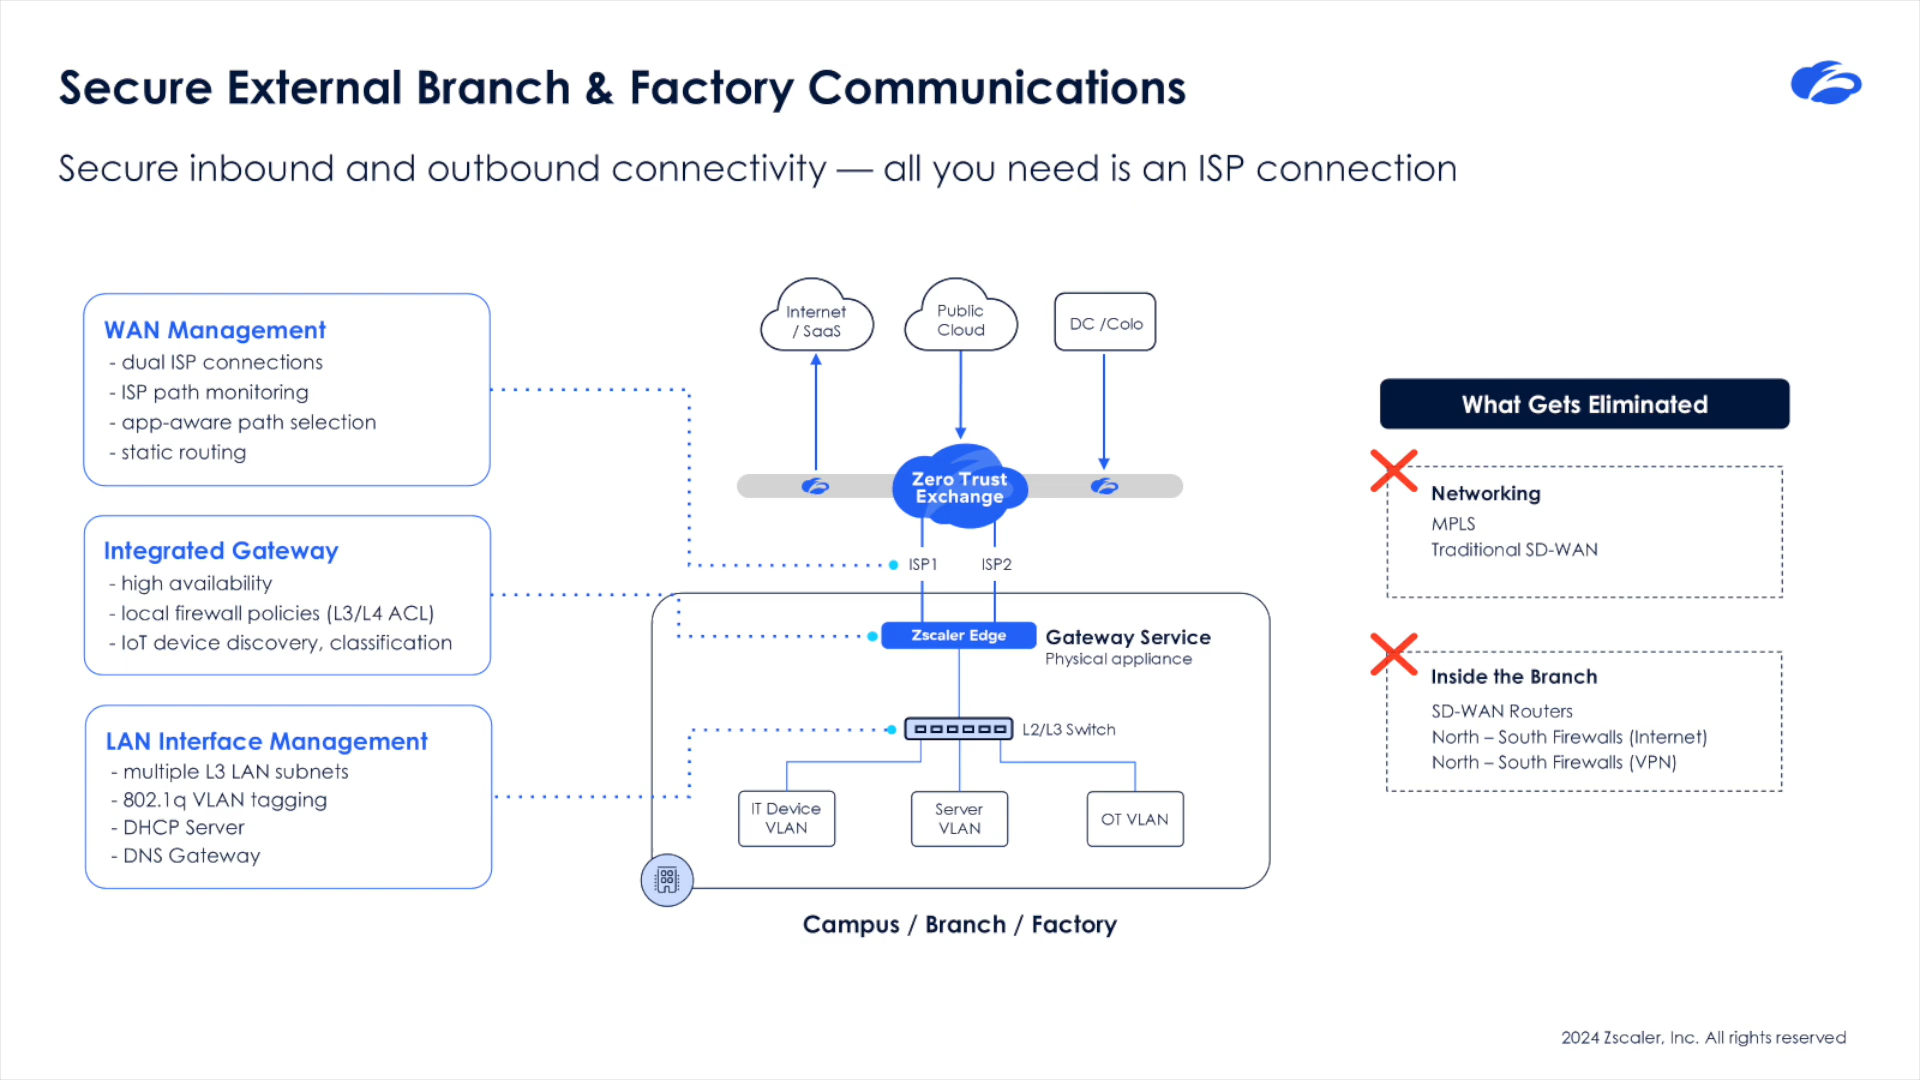 Secure External Branch & Factory Communications
Secure inbound and outbound connectivity — all you need is an ISP connection
WAN Management
- dual ISP connections
- ISP path monitoring
- app-aware path selection
- static routing
Integrated Gateway
- high availability
- local firewall policies (L3/L4 ACL)
- IoT device discovery, classification
LAN Interface Management
- multiple L3 LAN subnets
- 802.1q VLAN tagging
- DHCP Server
- DNS Gateway
Internet
/ SaaS
Public
Cloud
DC /Colo
Zero Trust
Exchange
ISP1
ISP2
Zscaler Edge
Gateway Service
Physical appliance
L2/L3 Switch
IT Device
VLAN
Server
VLAN
OT VLAN
Campus / Branch / Factory
What Gets Eliminated
Networking
MPLS
Traditional SD-WAN
Inside the Branch
SD-WAN Routers
North – South Firewalls (Internet)
North – South Firewalls (VPN)
2024 Zscaler, Inc. All rights reserved